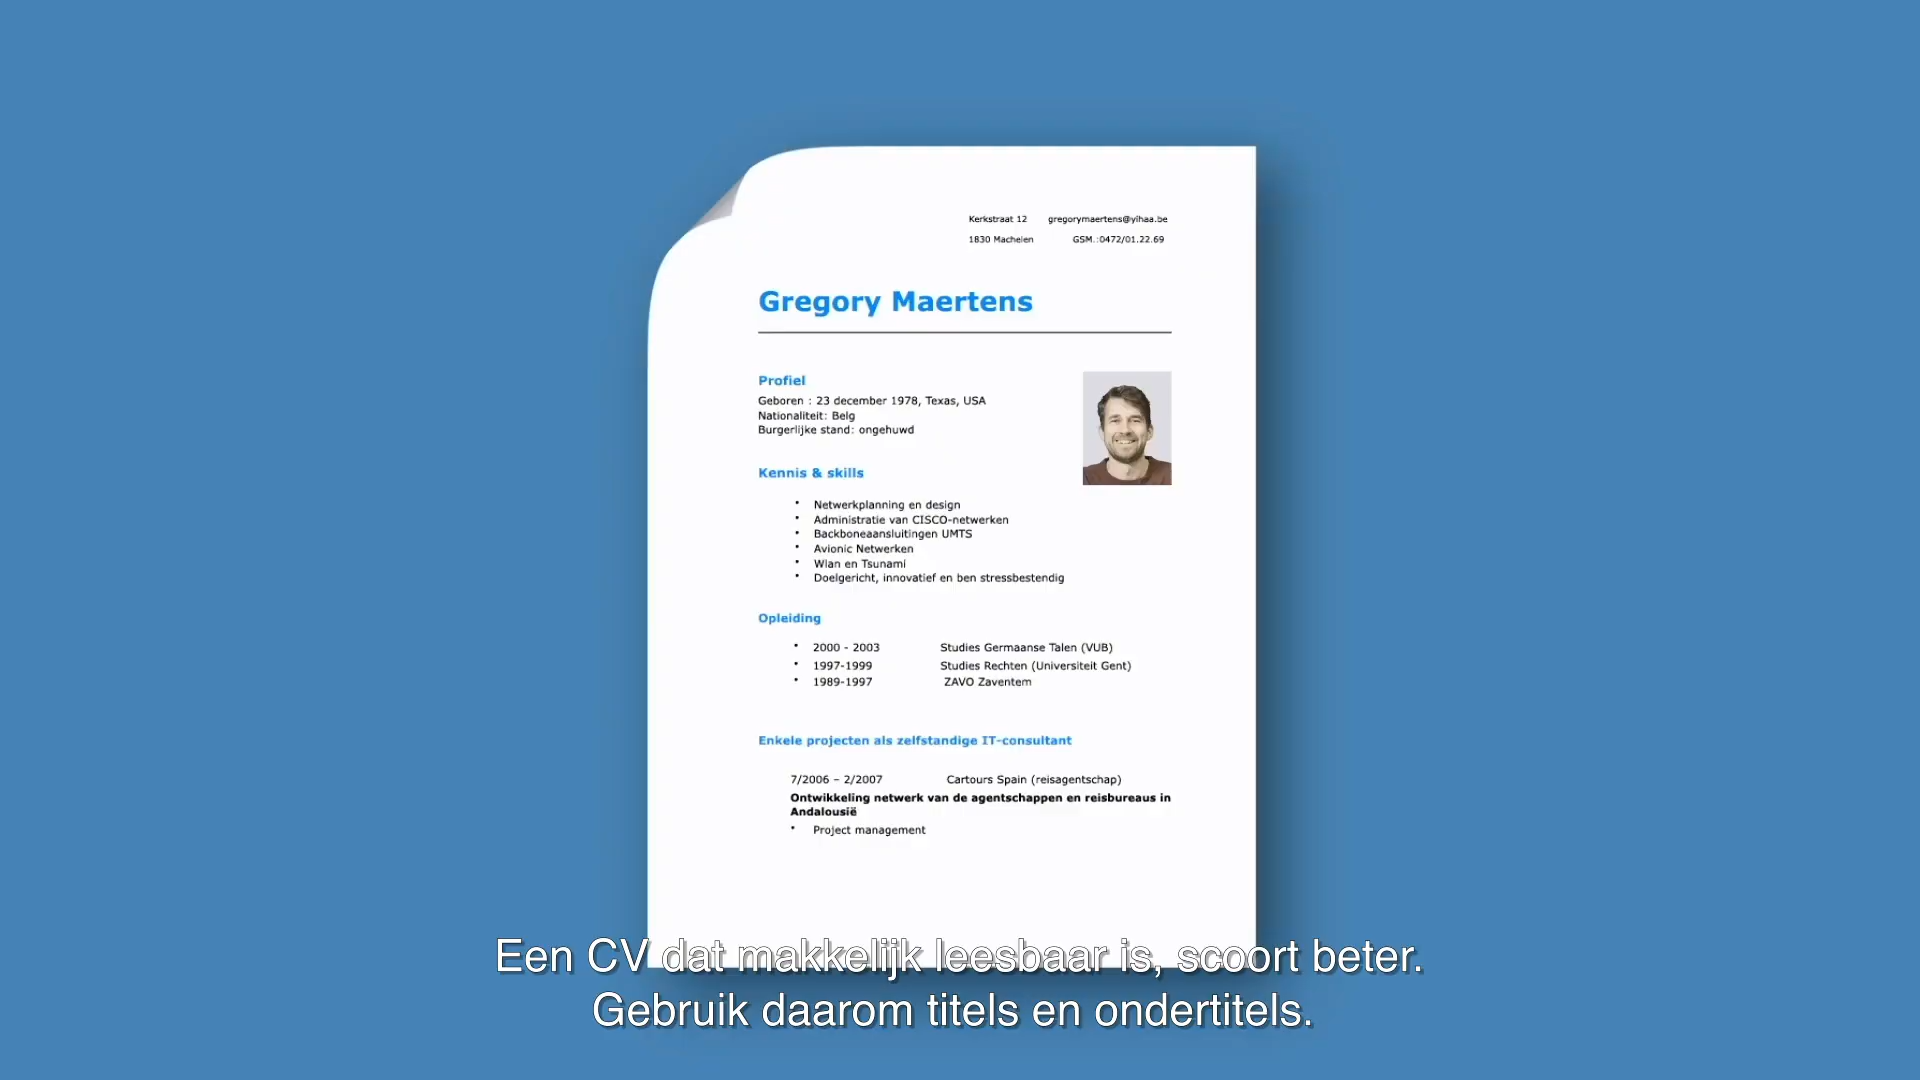 Kerkstraat 12 gregorymaertens@yihaa.be
1830 Machelen GSM.:0472/01.22.69
Gregory Maertens
Profiel
Geboren : 23 december 1978, Texas, USA
Nationaliteit: Belg
Burgerlijke stand: ongehuwd
Kennis & skills
• Netwerkplanning en design
• Administratie van CISCO-netwerken
• Backboneaansluitingen UMTS
• Avionic Netwerken
• Wlan en Tsunami
• Doelgericht, innovatief en ben stressbestendig
Opleiding
• 2000 - 2003 Studies Germaanse Talen (VUB)
• 1997-1999 Studies Rechten (Universiteit Gent)
• 1989-1997 ZAVO Zaventem
Enkele projecten als zelfstandige IT-consultant
7/2006 – 2/2007 Cartours Spain (reisagentschap)
Ontwikkeling netwerk van de agentschappen en reisbureaus in
Andalousië
• Project management
Een CV dat makkelijk leesbaar is, scoort beter.
Gebruik daarom titels en ondertitels.